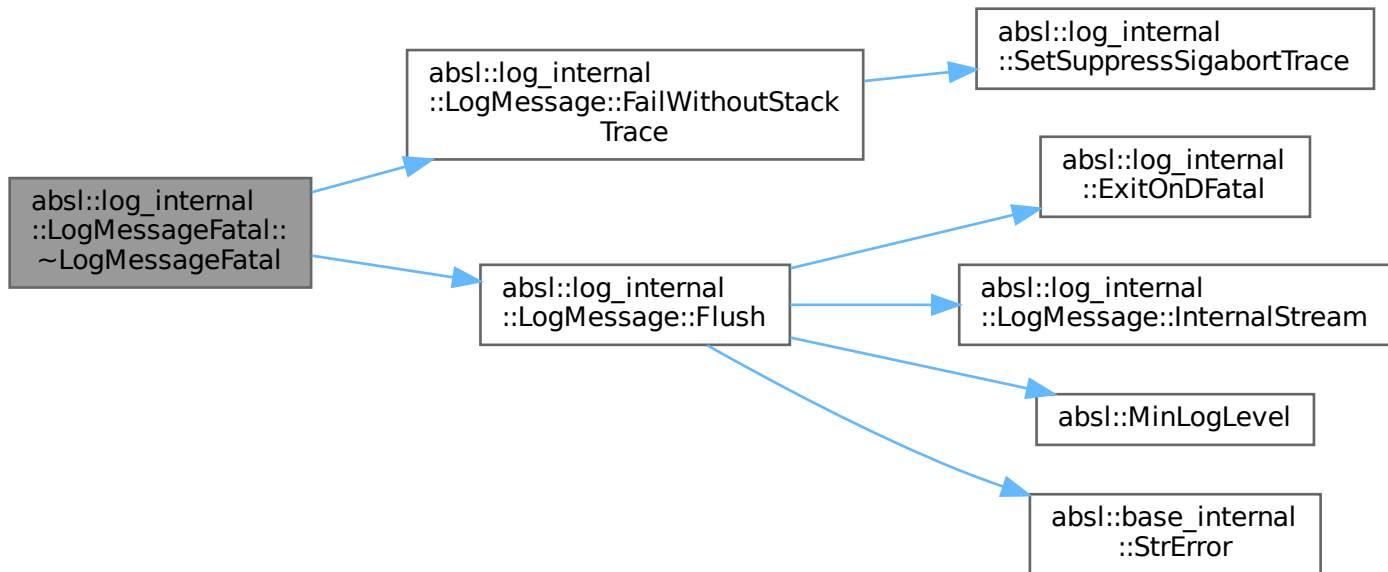 absl::log_internal
::LogMessageFatal::
~LogMessageFatal
absl::log_internal
::LogMessage::FailWithoutStack
Trace
absl::log_internal
::SetSuppressSigabortTrace
absl::log_internal
::LogMessage::Flush
absl::log_internal
::ExitOnDFatal
absl::log_internal
::LogMessage::InternalStream
absl::MinLogLevel
absl::base_internal
::StrError